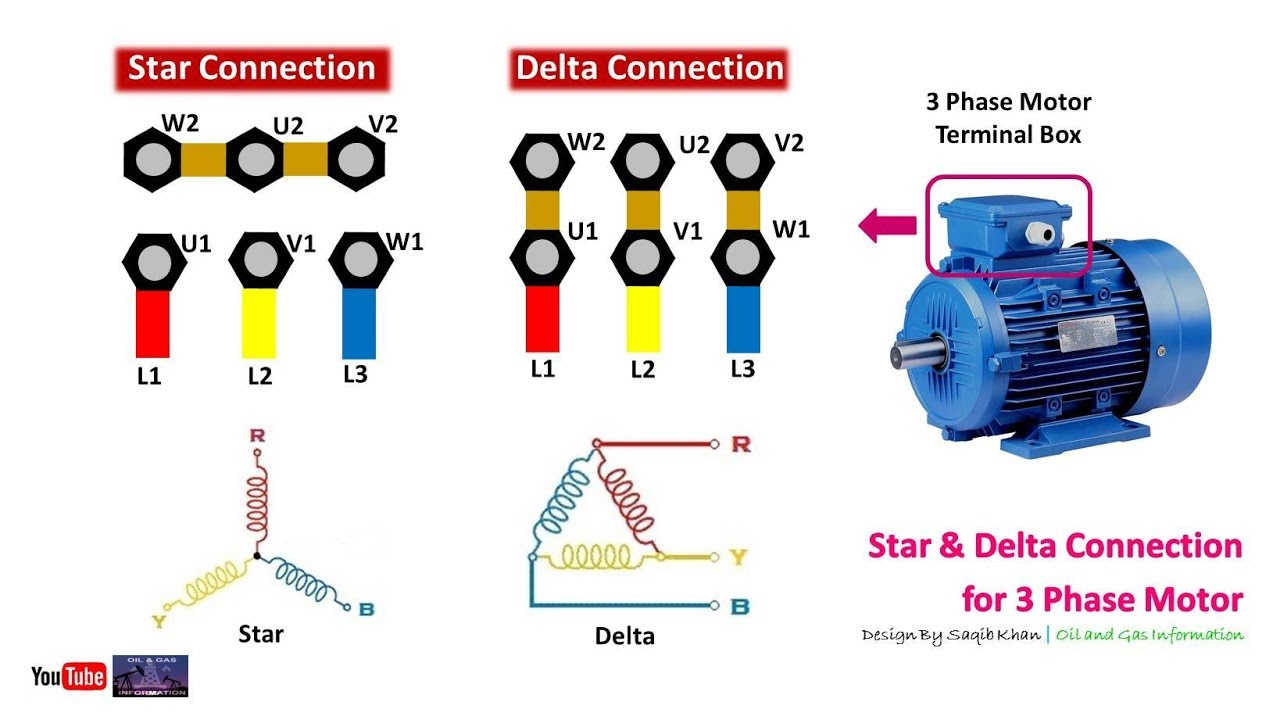 Star Connection
W2 U2 V2
U1 V1 W1
L1 L2 L3
R
Y B
Star
Delta Connection
W2 U2 V2
U1 V1 W1
L1 L2 L3
R
Y
B
Delta
3 Phase Motor
Terminal Box
Star & Delta Connection
for 3 Phase Motor
Design By Saqib Khan | Oil and Gas Information
YouTube
OIL & GAS
INFORMATION